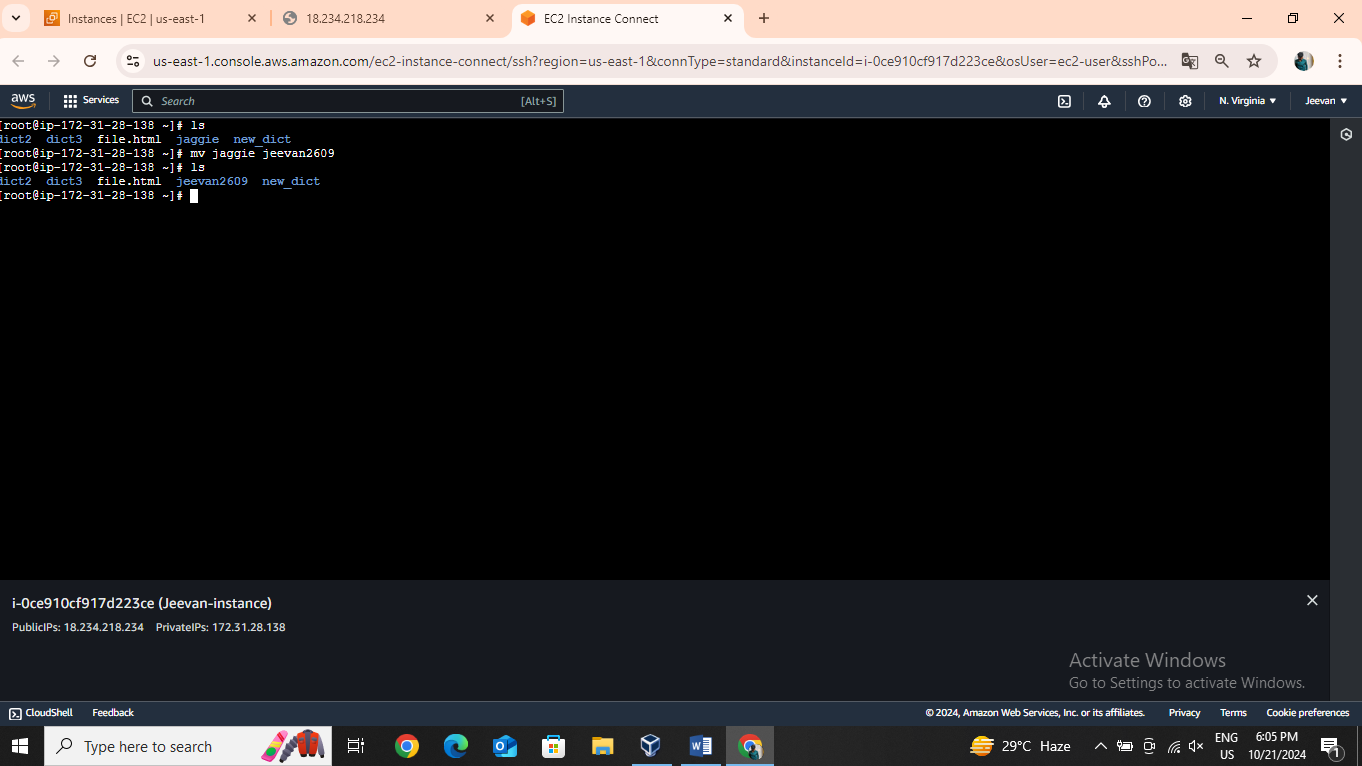 Instances | EC2 | us-east-1
18.234.218.234
EC2 Instance Connect
us-east-1.console.aws.amazon.com/ec2-instance-connect/ssh?region=us-east-1&connType=standard&instanceId=i-0ce910cf917d223ce&osUser=ec2-user&sshPo...
aws Services Search [Alt+S] N. Virginia ▼ Jeevan ▼
[root@ip-172-31-28-138 ~]# ls
dict2 dict3 file.html jaggie new_dict
[root@ip-172-31-28-138 ~]# mv jaggie jeevan2609
[root@ip-172-31-28-138 ~]# ls
dict2 dict3 file.html jeevan2609 new_dict
[root@ip-172-31-28-138 ~]#
i-0ce910cf917d223ce (Jeevan-instance)
PublicIPs: 18.234.218.234 PrivateIPs: 172.31.28.138
Activate Windows
Go to Settings to activate Windows.
CloudShell Feedback © 2024, Amazon Web Services, Inc. or its affiliates. Privacy Terms Cookie preferences
Type here to search
29°C Haze
ENG
US
6:05 PM
10/21/2024
1